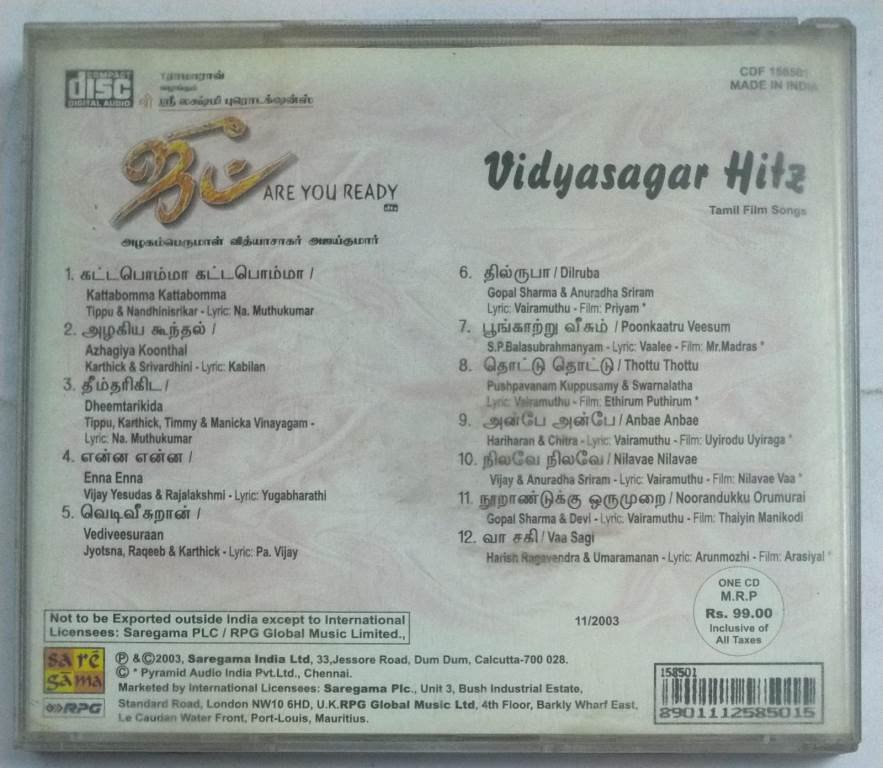 COMPACT
disc
DIGITAL AUDIO
வழங்கும்
ஸ்ரீ லக்ஷ்மி புரொடக்ஷன்ஸ்
CDF 158501
MADE IN INDIA
ஜூட்
ARE YOU READY
dts
அழகம்பெருமாள் வித்யாசாகர் அஜய்குமார்
Vidyasagar Hitz
Tamil Film Songs
1. கட்டபொம்மா கட்டபொம்மா /
Kattabomma Kattabomma
Tippu & Nandhinisrikar - Lyric: Na. Muthukumar
2. அழகிய கூந்தல் /
Azhagiya Koonthal
Karthick & Srivardhini - Lyric: Kabilan
3. தீம்தரிகிட /
Dheemtarikida
Tippu, Karthick, Timmy & Manicka Vinayagam -
Lyric: Na. Muthukumar
4. என்ன என்ன /
Enna Enna
Vijay Yesudas & Rajalakshmi - Lyric: Yugabharathi
5. வெடிவீசுறான் /
Vediveesuraan
Jyotsna, Raqeeb & Karthick - Lyric: Pa. Vijay
6. தில்ரூபா / Dilruba
Gopal Sharma & Anuradha Sriram
Lyric: Vairamuthu - Film: Priyam *
7. பூங்காற்று வீசும் / Poonkaatru Veesum
S.P.Balasubrahmanyam - Lyric: Vaalee - Film: Mr.Madras *
8. தொட்டு தொட்டு / Thottu Thottu
Pushpavanam Kuppusamy & Swarnalatha
Lyric: Vairamuthu - Film: Ethirum Puthirum *
9. அன்பே அன்பே / Anbae Anbae
Hariharan & Chitra - Lyric: Vairamuthu - Film: Uyirodu Uyiraga *
10. நிலவே நிலவே / Nilavae Nilavae
Vijay & Anuradha Sriram - Lyric: Vairamuthu - Film: Nilavae Vaa *
11. நூறாண்டுக்கு ஒருமுறை / Noorandukku Orumurai
Gopal Sharma & Devi - Lyric: Vairamuthu - Film: Thaiyin Manikodi
12. வா சகி / Vaa Sagi
Harish Ragavendra & Umaramanan - Lyric: Arunmozhi - Film: Arasiyal *
ONE CD
M.R.P
Rs. 99.00
Inclusive of
All Taxes
Not to be Exported outside India except to International
Licensees: Saregama PLC / RPG Global Music Limited.,
11/2003
sa rē
ga ma
RPG
℗ & ©2003, Saregama India Ltd, 33,Jessore Road, Dum Dum, Calcutta-700 028.
© * Pyramid Audio India Pvt.Ltd., Chennai.
Marketed by International Licensees: Saregama Plc., Unit 3, Bush Industrial Estate,
Standard Road, London NW10 6HD, U.K.RPG Global Music Ltd, 4th Floor, Barkly Wharf East,
Le Caudan Water Front, Port-Louis, Mauritius.
158501
8901112585015